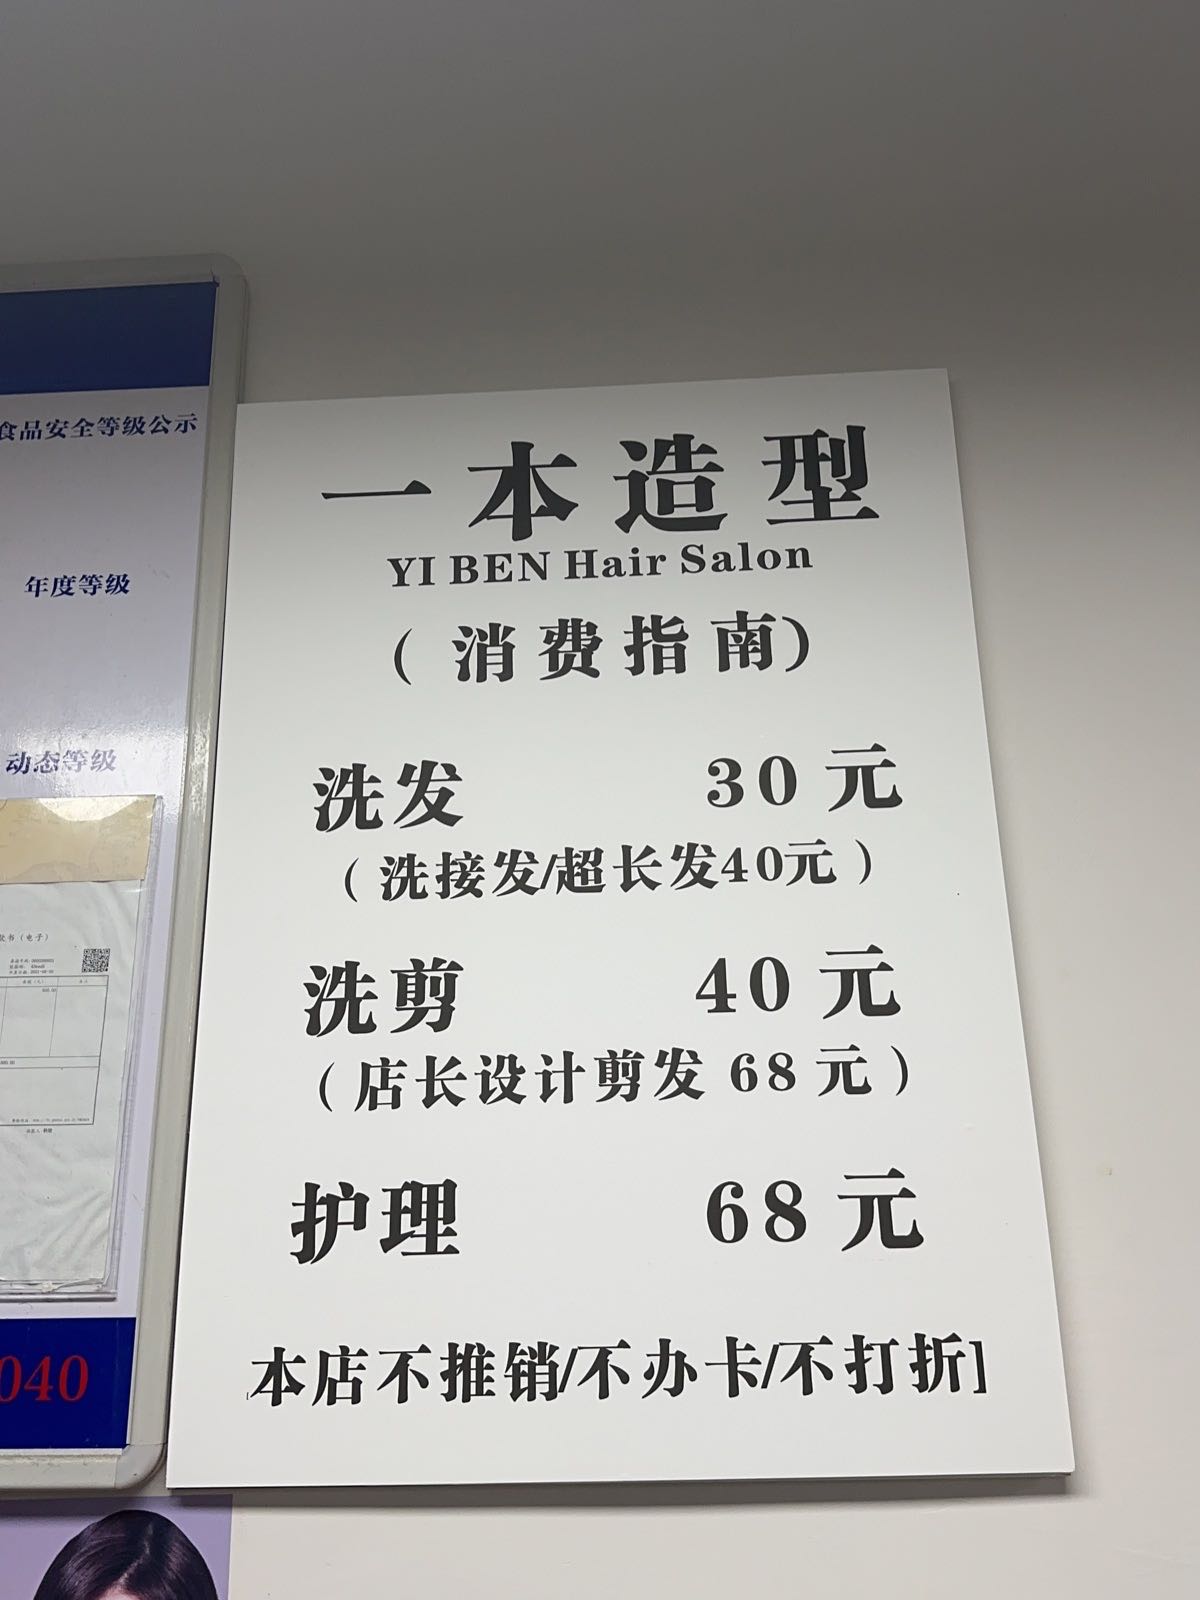 食品安全等级公示
年度等级
动态等级
040
一本造型
YI BEN Hair Salon
（消费指南）
洗发 30元
（洗接发/超长发40元）
洗剪 40元
（店长设计剪发 68元）
护理 68元
[本店不推销/不办卡/不打折]